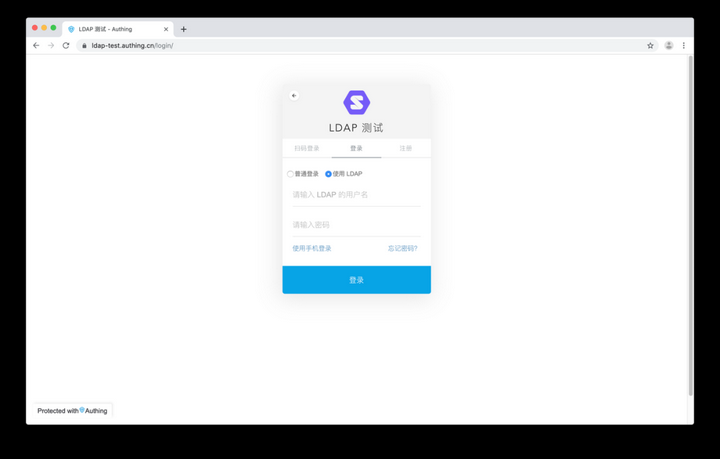 LDAP 测试 - Authing
ldap-test.authing.cn/login/
LDAP 测试
扫码登录 登录 注册
普通登录 使用 LDAP
请输入 LDAP 的用户名
请输入密码
使用手机登录 忘记密码?
登录
Protected with Authing